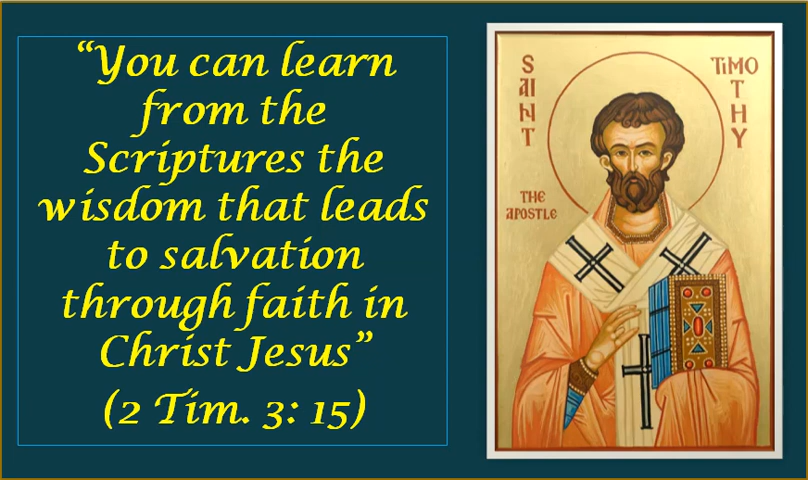 “You can learn
from the
Scriptures the
wisdom that leads
to salvation
through faith in
Christ Jesus”
(2 Tim. 3: 15)
SAINT
TIMOTHY
THE
APOSTLE